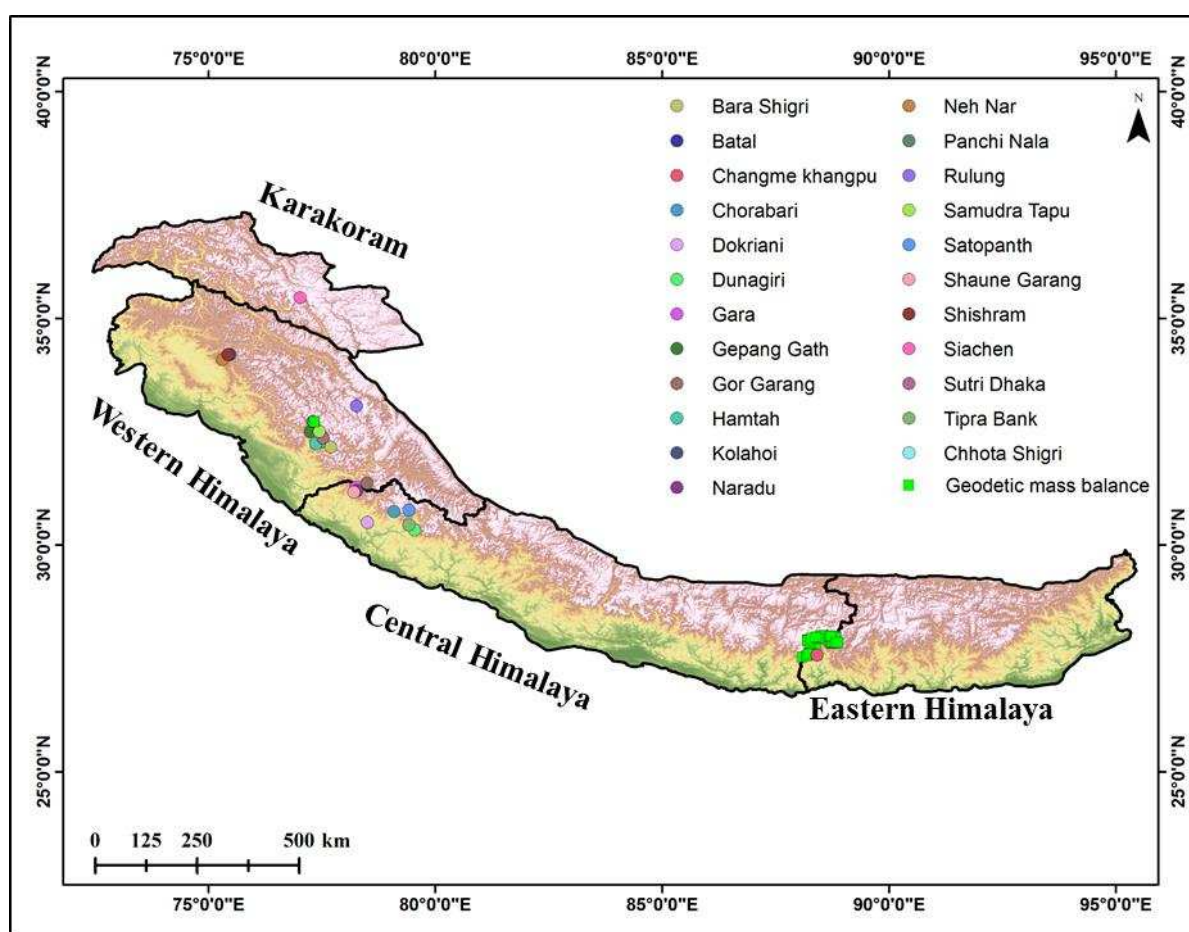 75°0'0"E 80°0'0"E 85°0'0"E 90°0'0"E 95°0'0"E
40°0'0"N
35°0'0"N
30°0'0"N
25°0'0"N
40°0'0"N
35°0'0"N
30°0'0"N
25°0'0"N
N
Bara Shigri
Batal
Changme khangpu
Chorabari
Dokriani
Dunagiri
Gara
Gepang Gath
Gor Garang
Hamtah
Kolahoi
Naradu
Neh Nar
Panchi Nala
Rulung
Samudra Tapu
Satopanth
Shaune Garang
Shishram
Siachen
Sutri Dhaka
Tipra Bank
Chhota Shigri
Geodetic mass balance
Karakoram
Western Himalaya
Central Himalaya
Eastern Himalaya
0 125 250 500 km
75°0'0"E 80°0'0"E 85°0'0"E 90°0'0"E 95°0'0"E